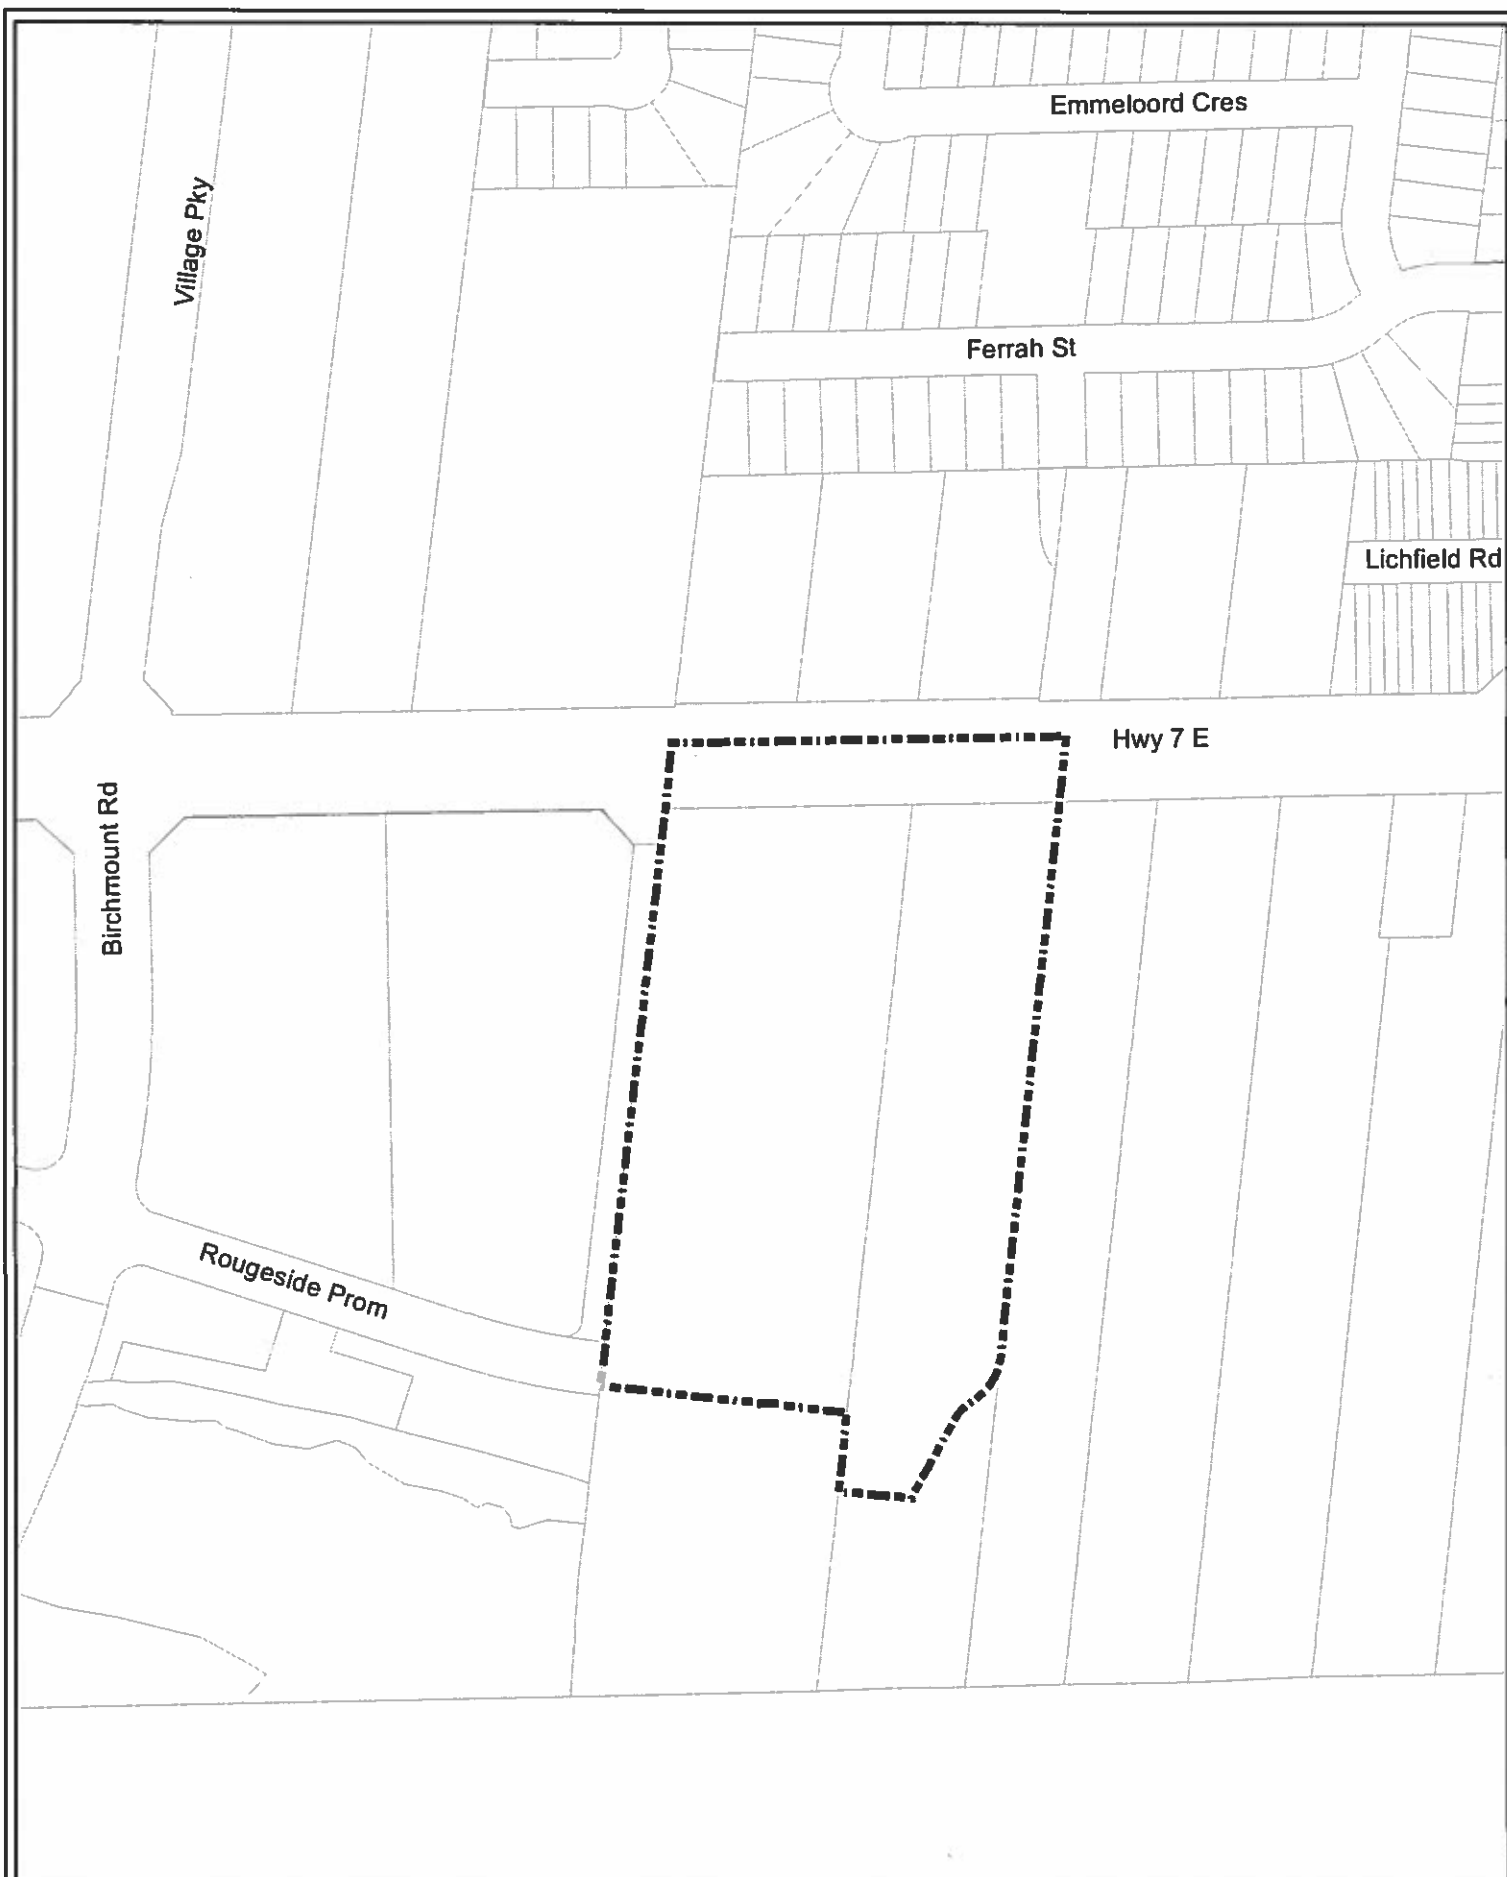 Emmeloord Cres
Village Pky
Ferrah St
Lichfield Rd
Hwy 7 E
Birchmount Rd
Rougeside Prom